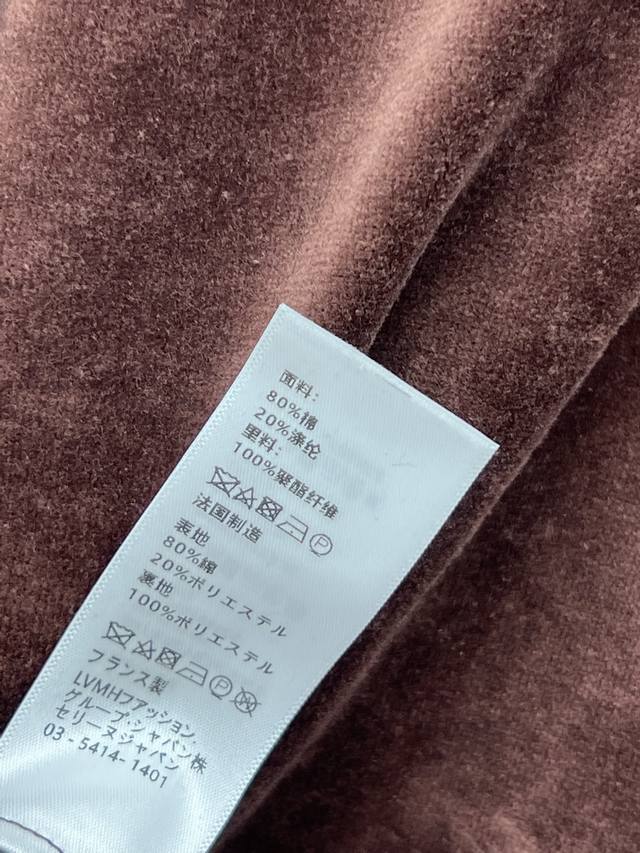 面料:
80%棉
20%涤纶
里料:
100%聚酯纤维
法国制造
表地
80%綿
20%ポリエステル
裏地
100%ポリエステル
フランス製
LVMHファッション
グループ・ジャパン株
セリーヌジャパン
03 - 5414-1401